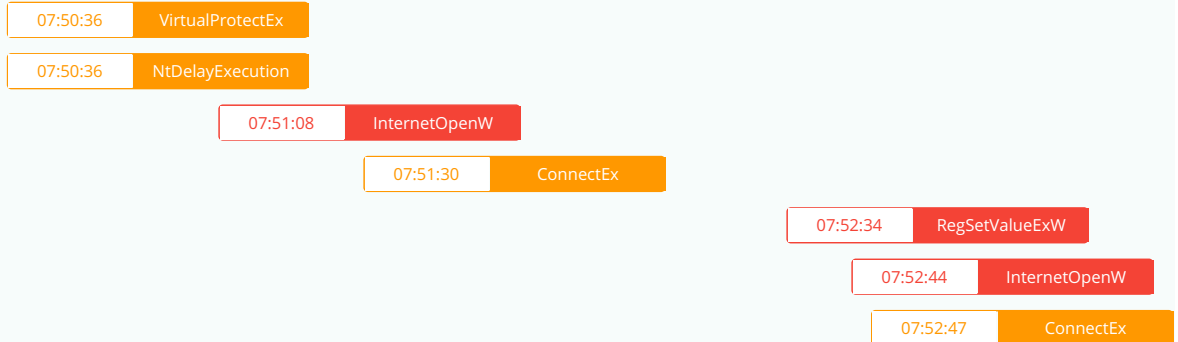 07:50:36 VirtualProtectEx
07:50:36 NtDelayExecution
07:51:08 InternetOpenW
07:51:30 ConnectEx
07:52:34 RegSetValueExW
07:52:44 InternetOpenW
07:52:47 ConnectEx